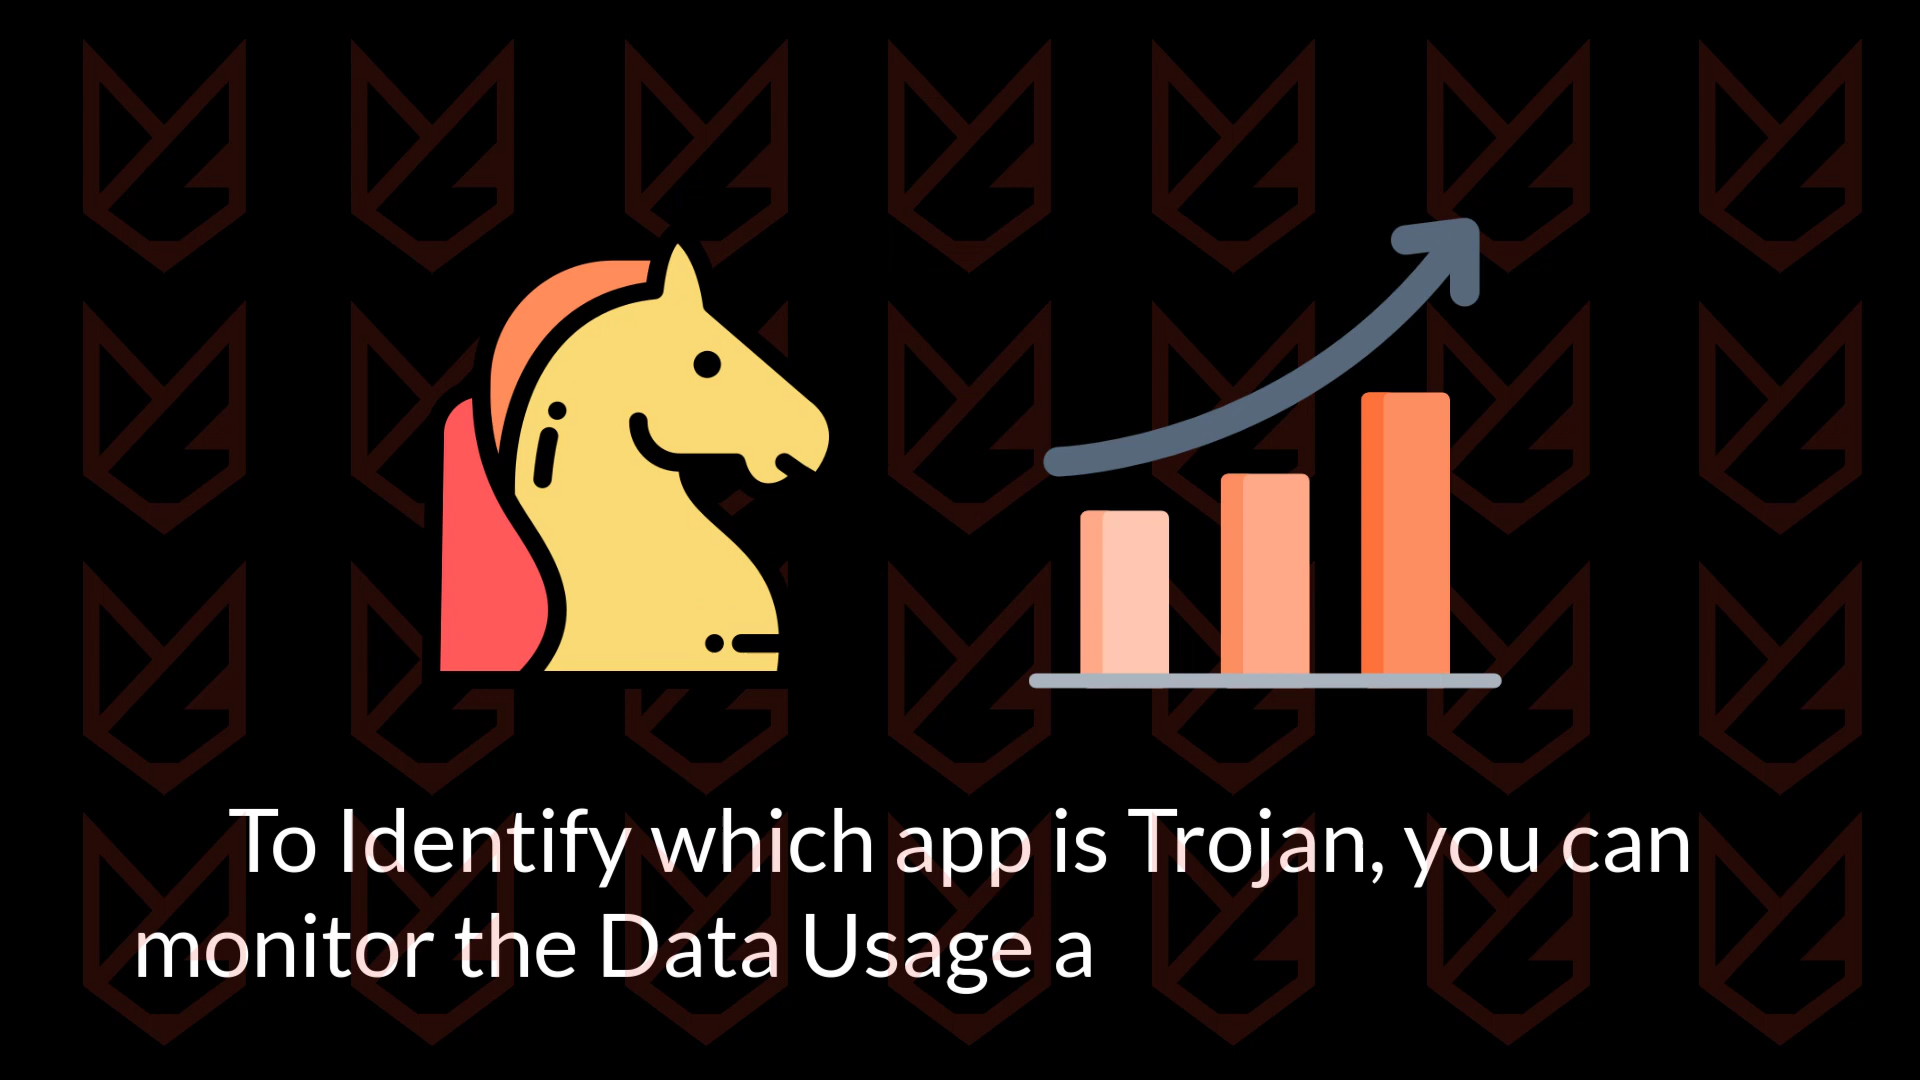 To Identify which app is Trojan, you can
monitor the Data Usage a